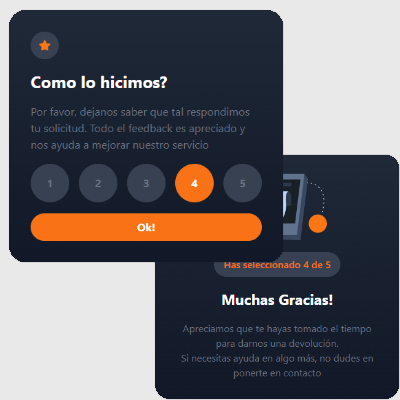 Como lo hicimos?
Por favor, dejanos saber que tal respondimos
tu solicitud. Todo el feedback es apreciado y
nos ayuda a mejorar nuestro servicio
1 2 3 4 5
Ok!
Has seleccionado 4 de 5
Muchas Gracias!
Apreciamos que te hayas tomado el tiempo
para darnos una devolución.
Si necesitas ayuda en algo más, no dudes en
ponerte en contacto